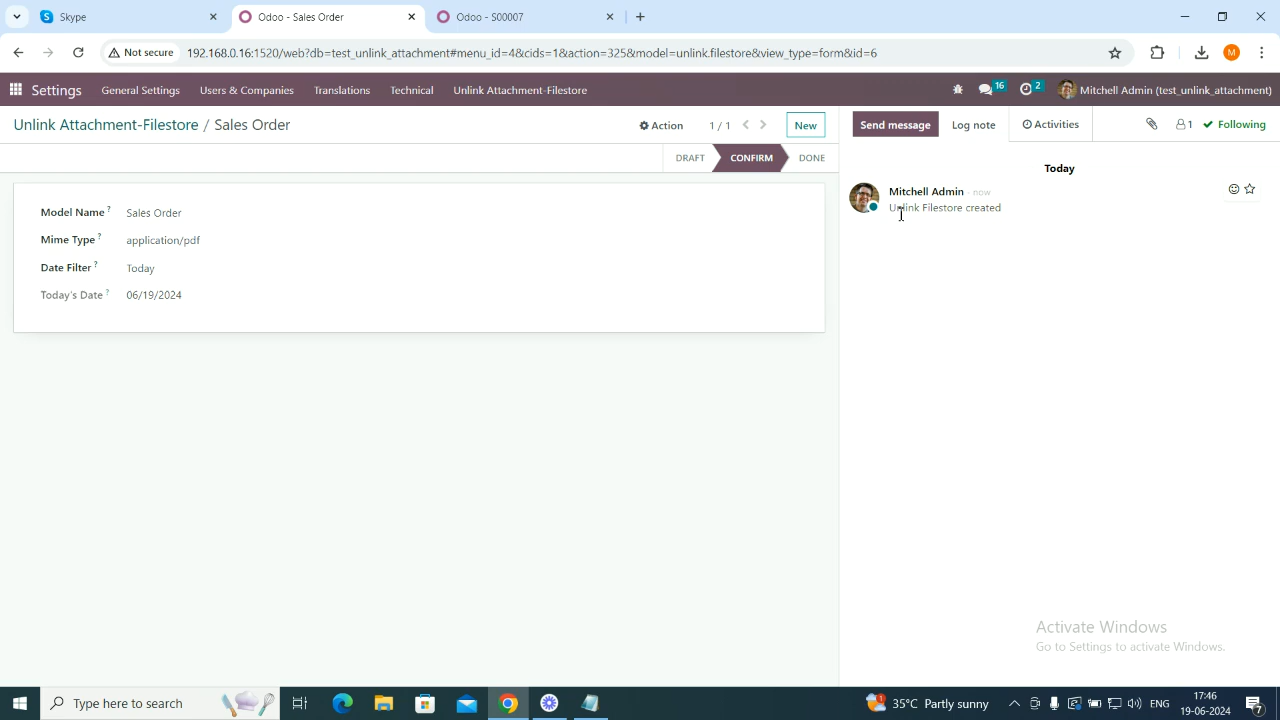 Skype
Odoo - Sales Order
Odoo - S00007
Not secure 192.168.0.16:1520/web?db=test_unlink_attachment#menu_id=4&cids=1&action=325&model=unlink.filestore&view_type=form&id=6
M
Settings General Settings Users & Companies Translations Technical Unlink Attachment-Filestore 16 2 Mitchell Admin (test_unlink_attachment)
Unlink Attachment-Filestore / Sales Order Action 1 / 1 New
Send message Log note Activities 1 Following
DRAFT CONFIRM DONE
Today
Model Name ? Sales Order
Mime Type ? application/pdf
Date Filter ? Today
Today's Date ? 06/19/2024
Mitchell Admin - now
Unlink Filestore created
Activate Windows
Go to Settings to activate Windows.
Type here to search
1 35°C Partly sunny
ENG
17:46
19-06-2024
7